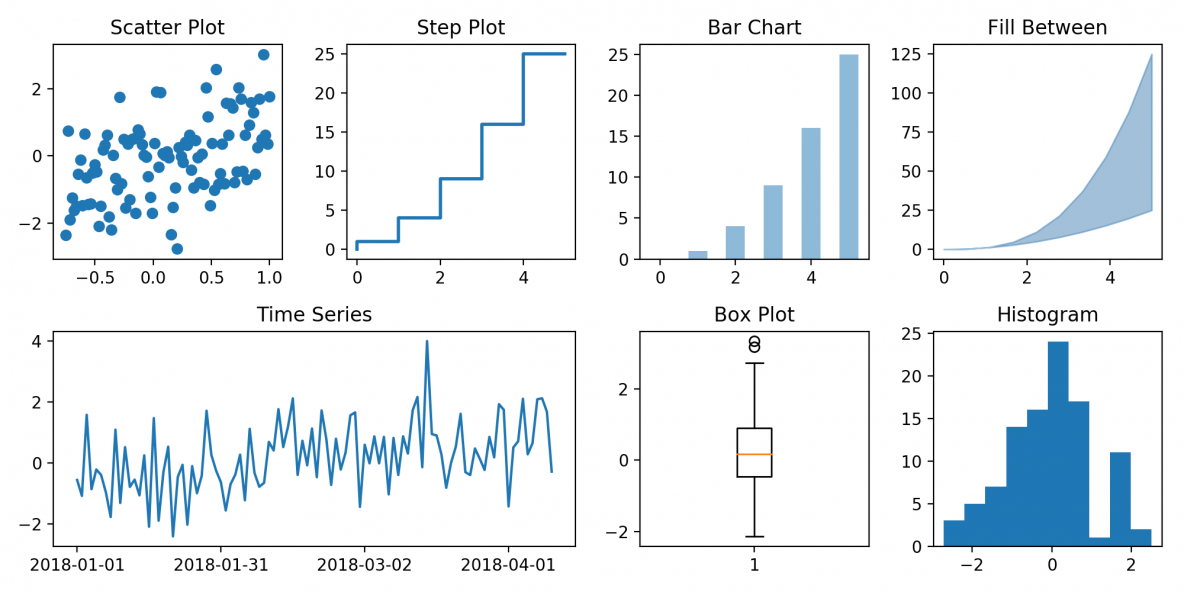 Scatter Plot
2
0
−2
−0.5 0.0 0.5 1.0
Step Plot
25
20
15
10
5
0
0 2 4
Bar Chart
25
20
15
10
5
0
0 2 4
Fill Between
125
100
75
50
25
0
0 2 4
Time Series
4
2
0
−2
2018-01-01 2018-01-31 2018-03-02 2018-04-01
Box Plot
2
0
−2
1
Histogram
25
20
15
10
5
0
−2 0 2